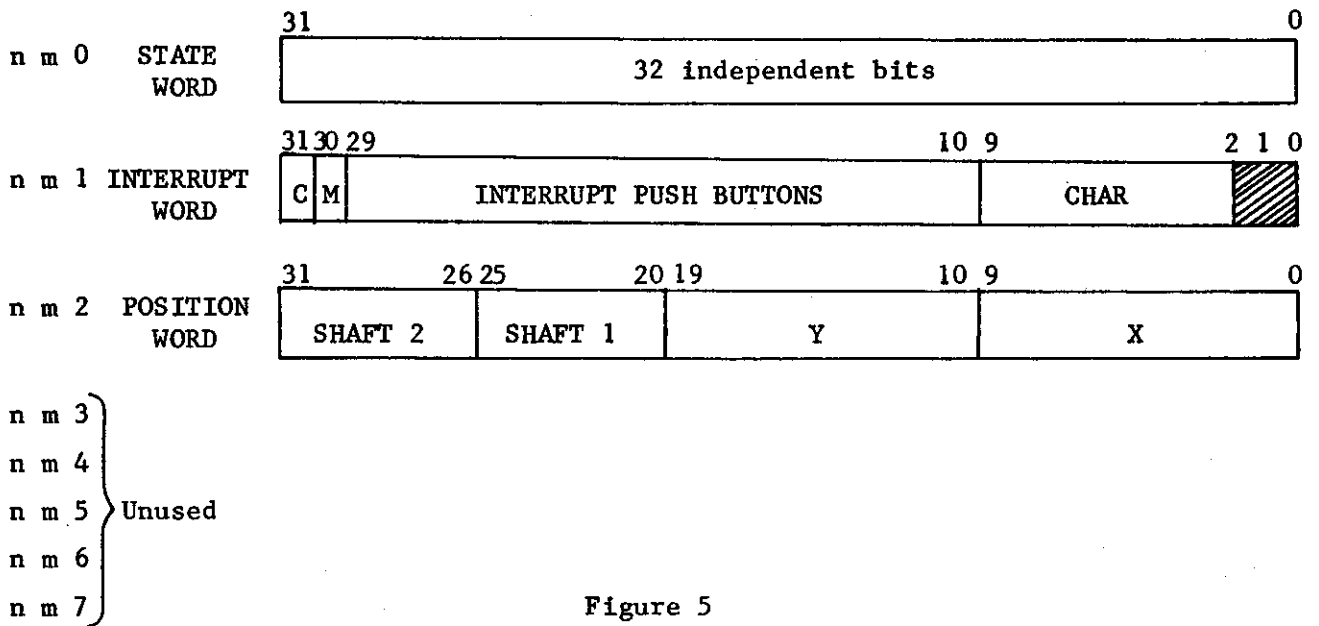 31 0
n m 0 STATE WORD 32 independent bits
31 30 29 10 9 2 1 0
n m 1 INTERRUPT WORD C M INTERRUPT PUSH BUTTONS CHAR
31 26 25 20 19 10 9 0
n m 2 POSITION WORD SHAFT 2 SHAFT 1 Y X
n m 3
n m 4
n m 5 Unused
n m 6
n m 7
Figure 5